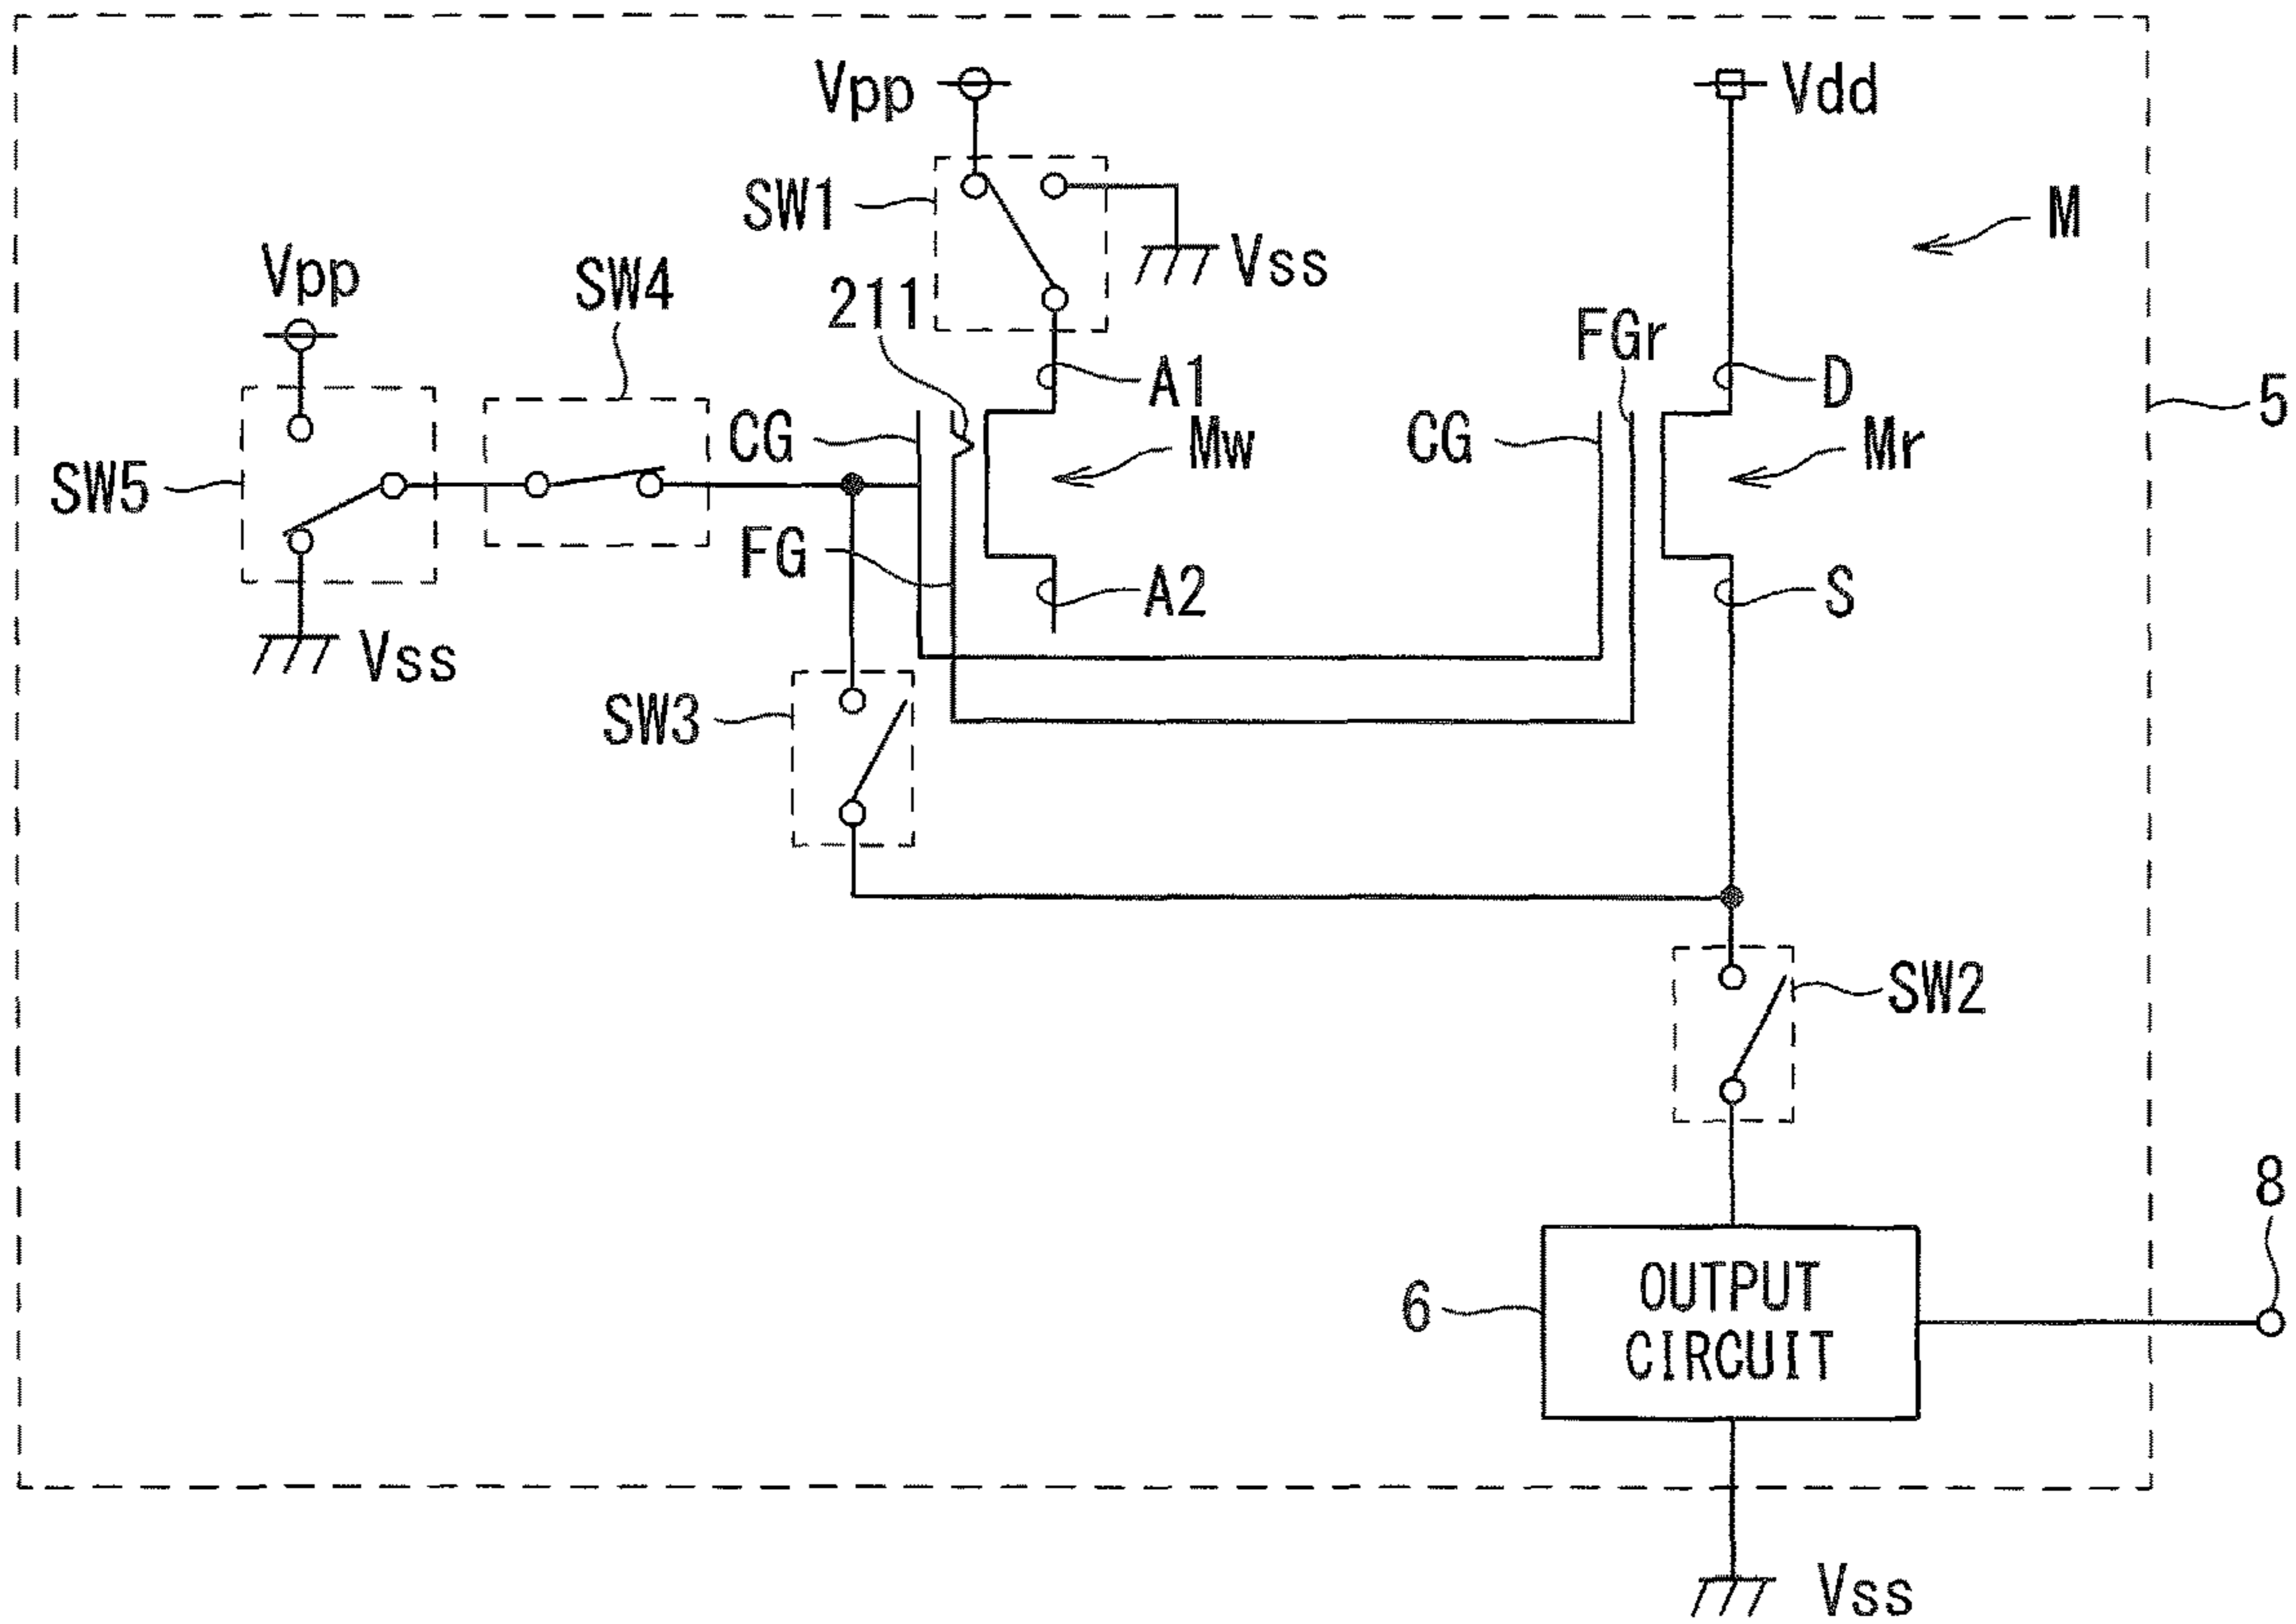 Vpp
Vdd
SW1
M
Vss
Vpp
SW4
211
FGr
A1
D
5
CG
Mw
CG
Mr
SW5
FG
A2
S
Vss
SW3
SW2
8
6
OUTPUT
CIRCUIT
Vss